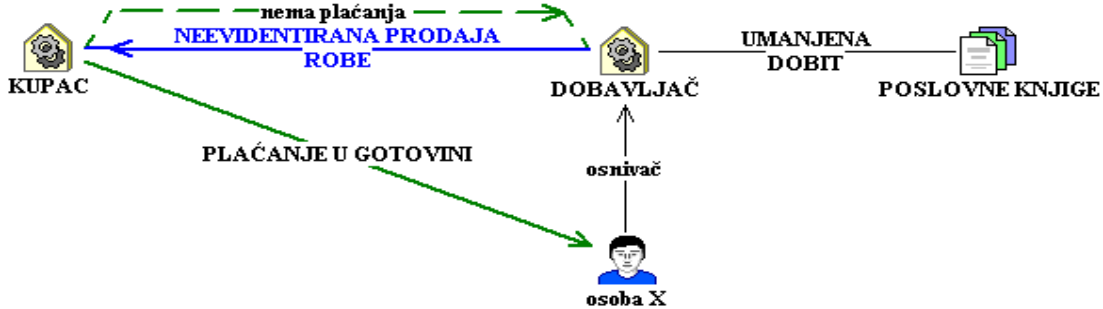 nema plaćanja
NEEVIDENTIRANA PRODAJA
ROBE
KUPAC
DOBAVLJAČ
UMANJENA
DOBIT
POSLOVNE KNJIGE
PLAĆANJE U GOTOVINI
osnivač
osoba X